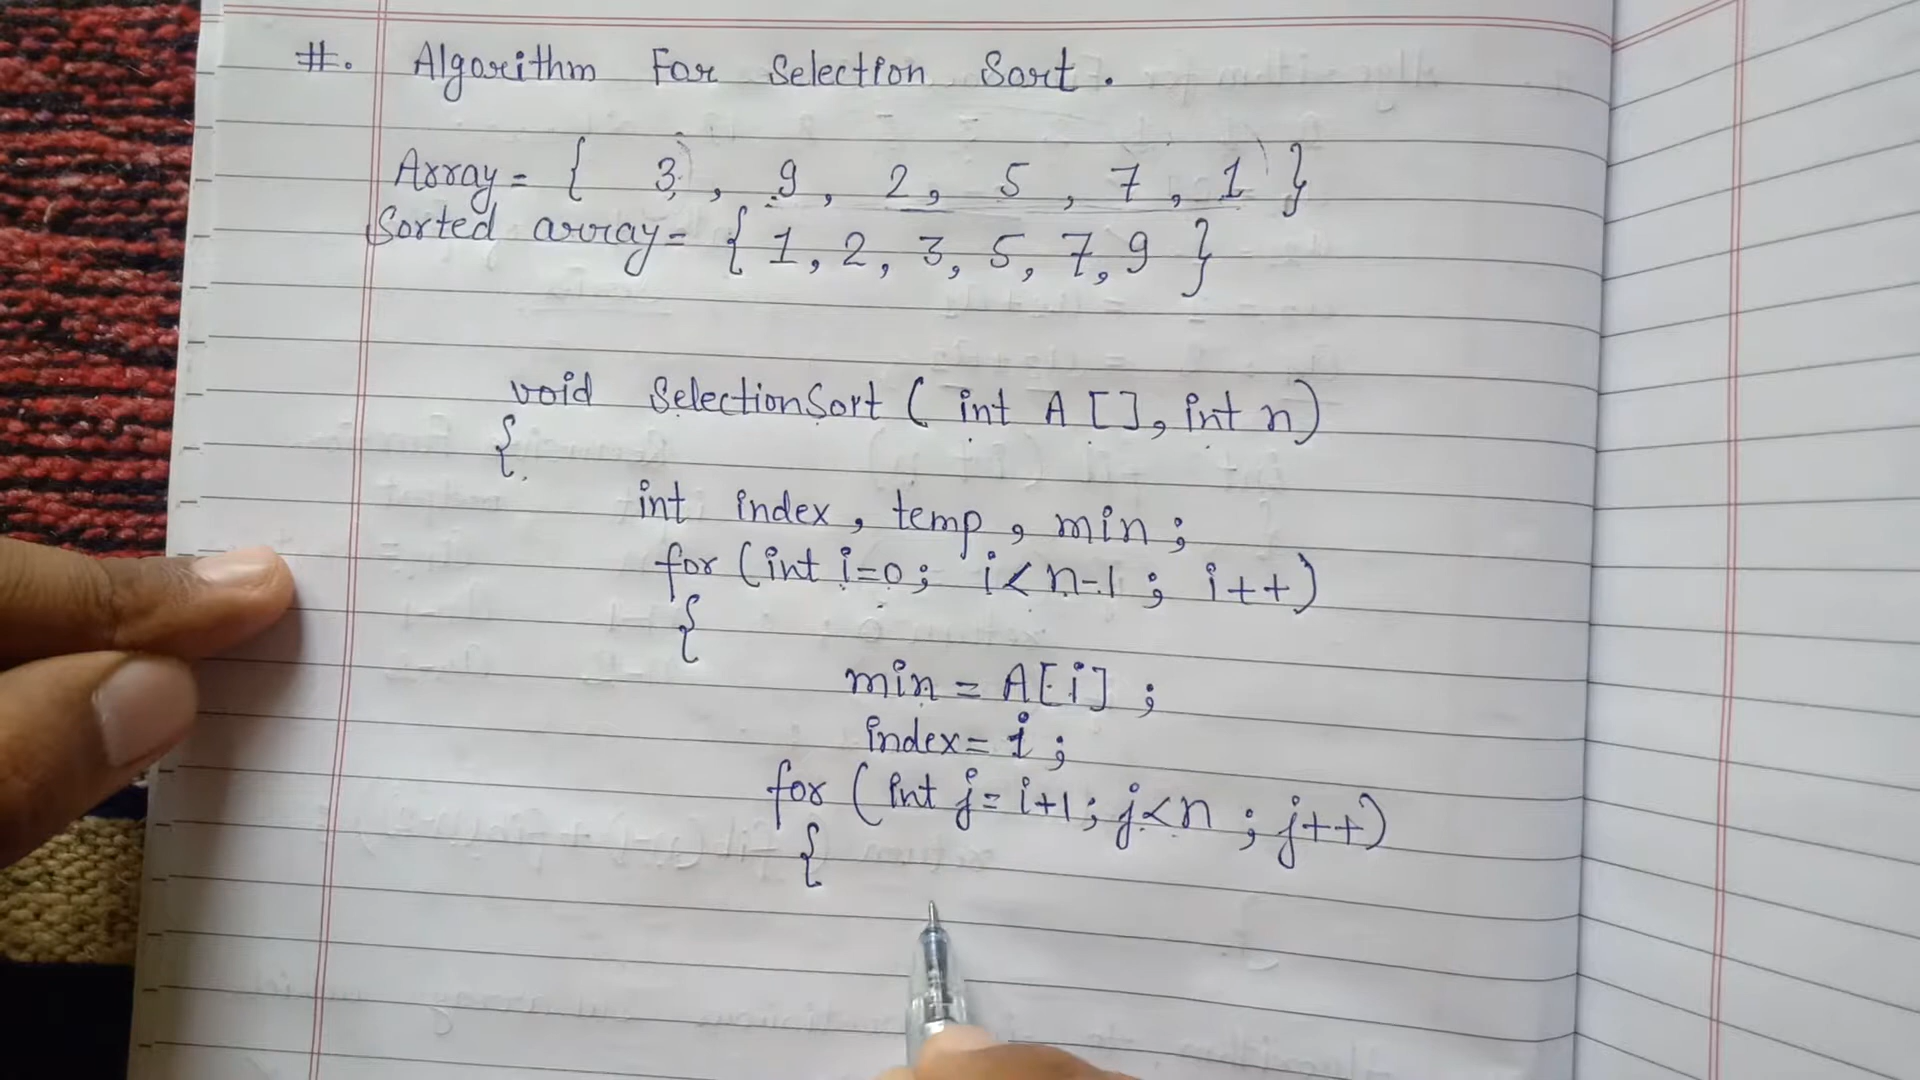 #. Algorithm For Selection Sort.
Array = { 3, 9, 2, 5, 7, 1 }
Sorted array = { 1, 2, 3, 5, 7, 9 }
void SelectionSort ( int A [ ], int n)
{
int index, temp, min;
for (int i=0; i<n-1; i++)
{
min = A[i];
index = i;
for (int j=i+1; j<n; j++)
{